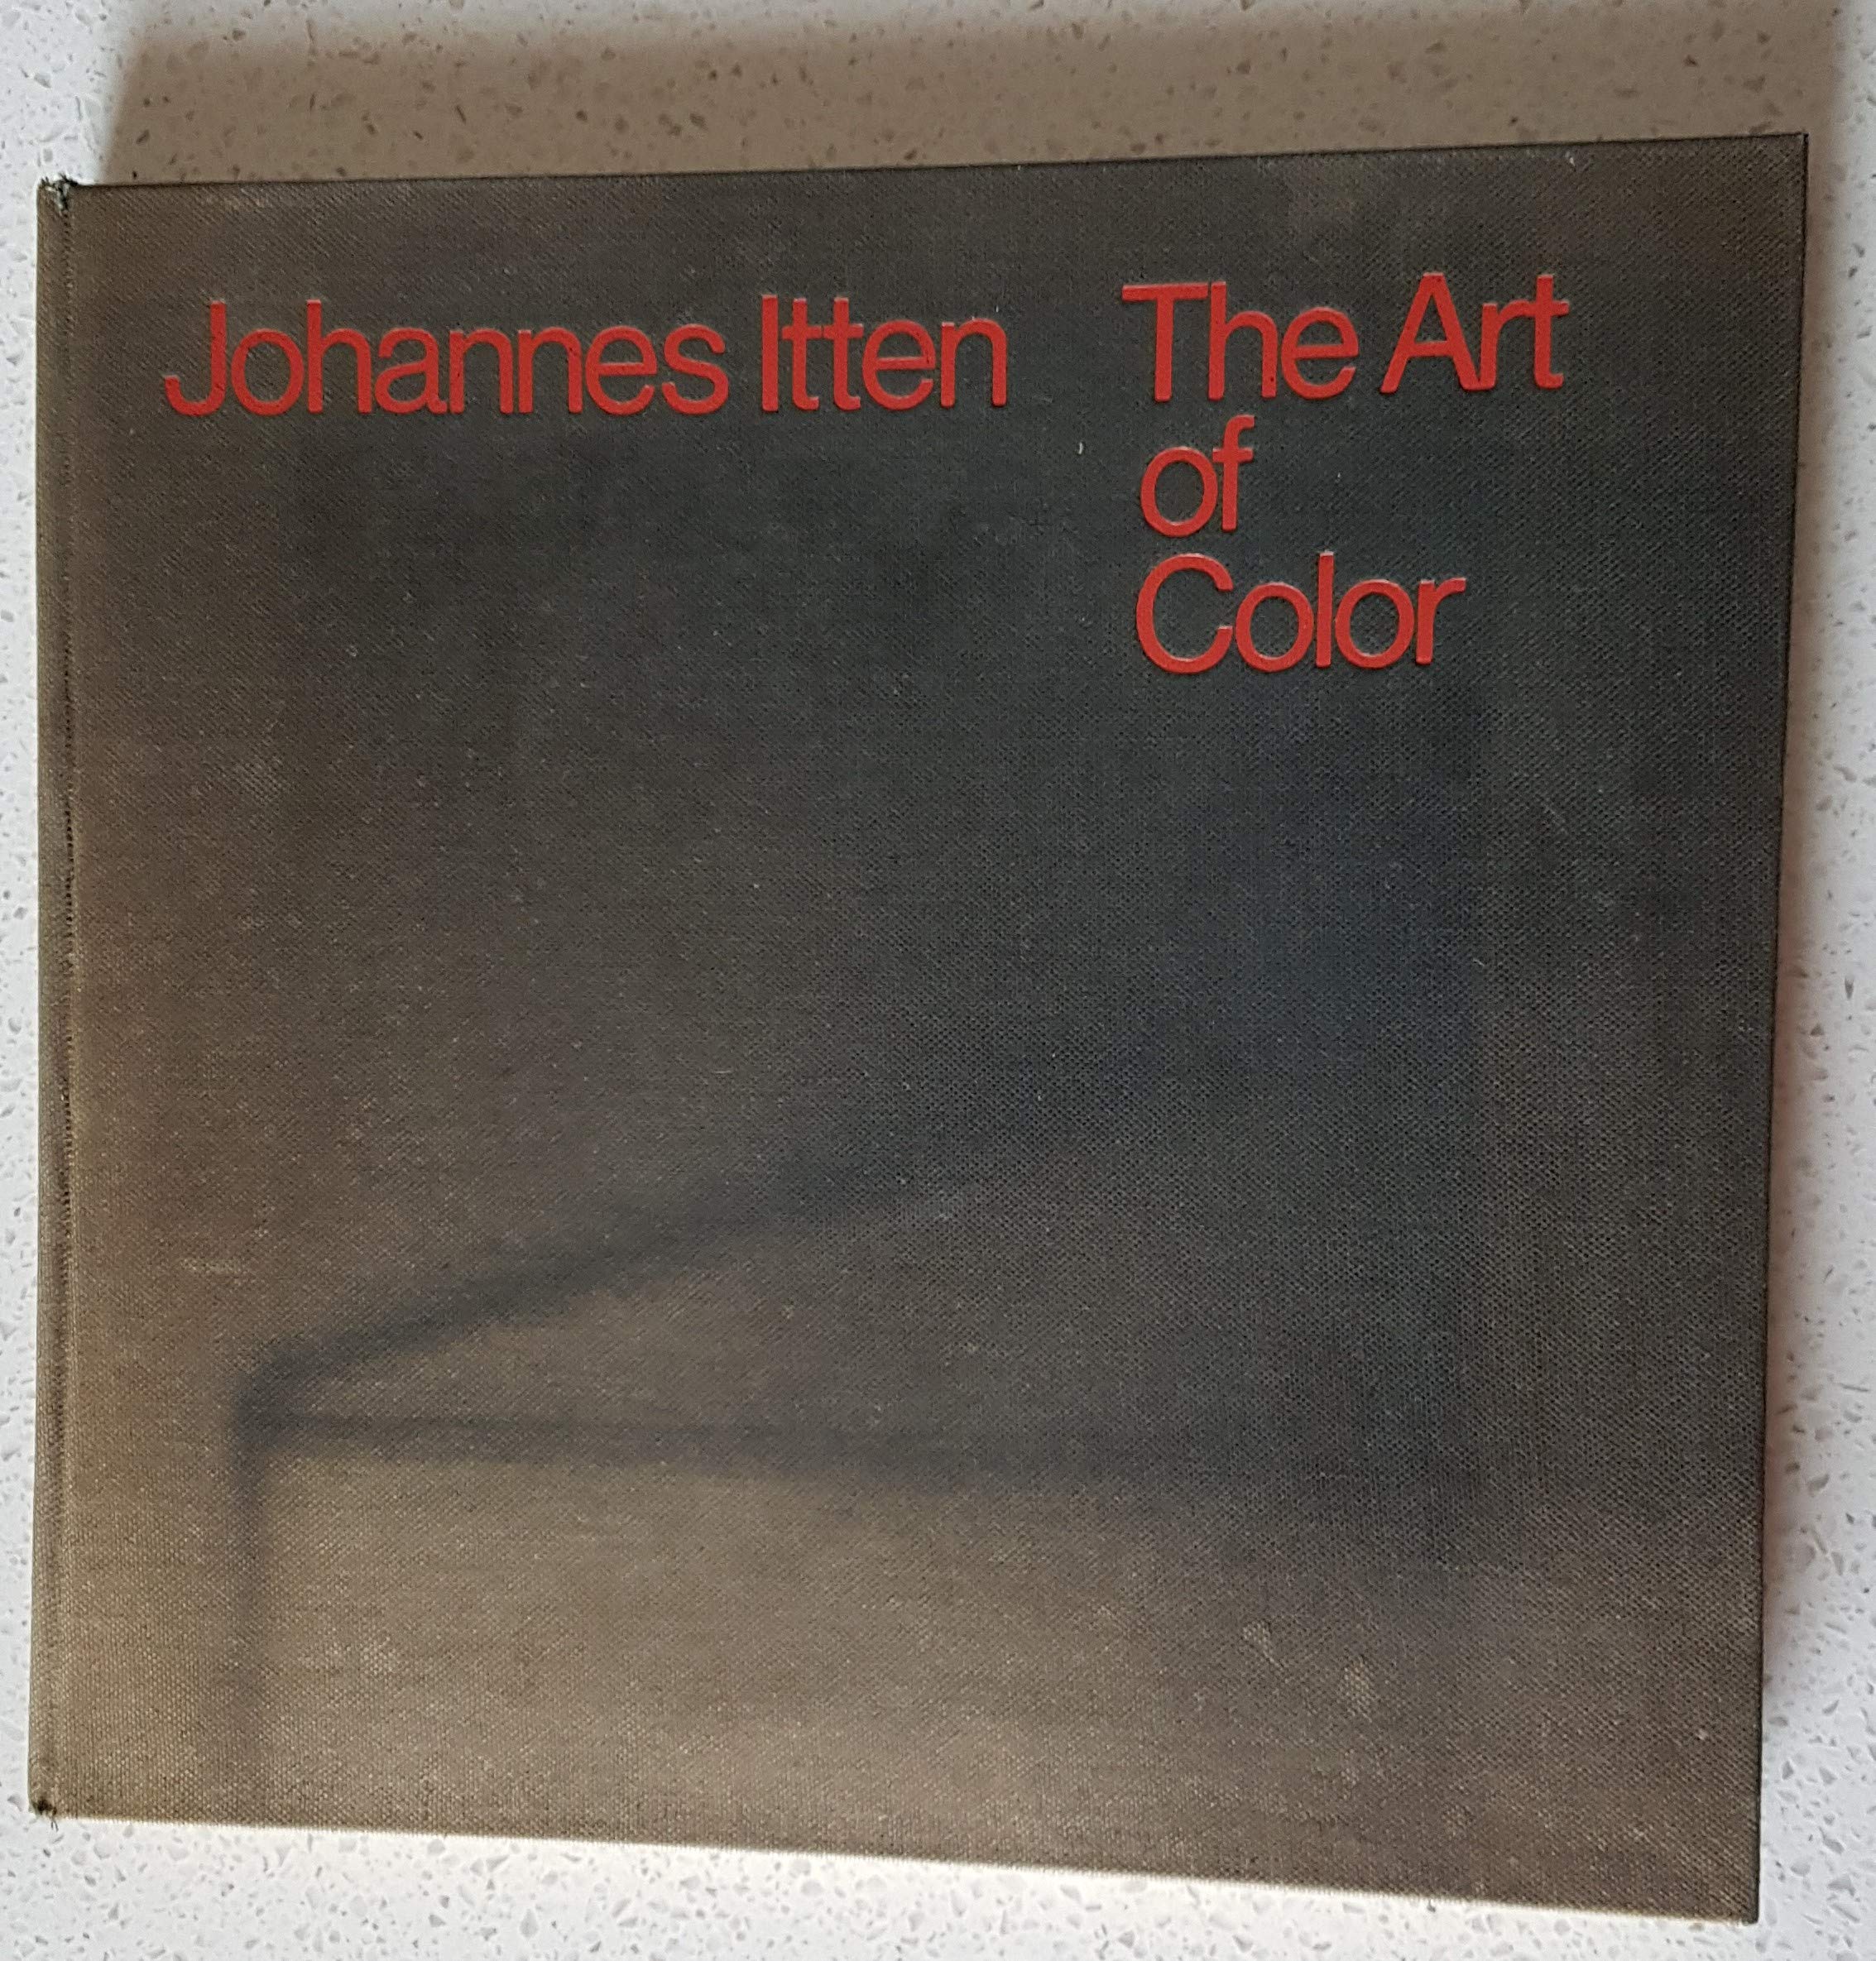 Johannes Itten
The Art
of
Color